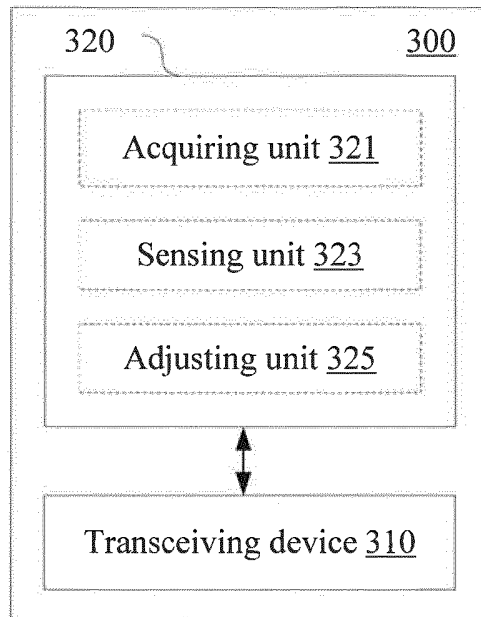 320 300
Acquiring unit 321
Sensing unit 323
Adjusting unit 325
Transceiving device 310